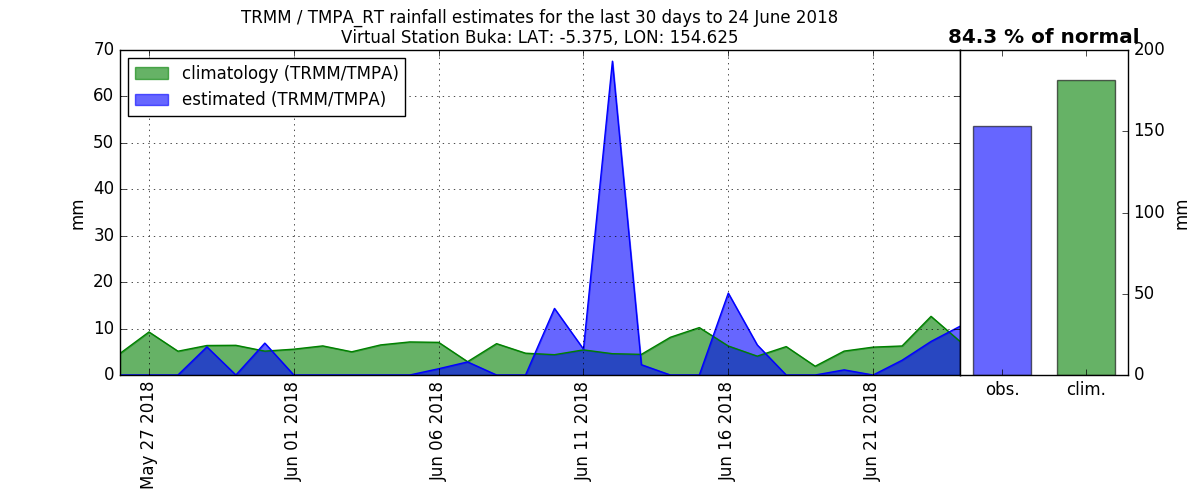 TRMM / TMPA_RT rainfall estimates for the last 30 days to 24 June 2018
Virtual Station Buka: LAT: -5.375, LON: 154.625
84.3 % of normal
climatology (TRMM/TMPA)
estimated (TRMM/TMPA)
70
60
50
40
30
20
10
0
mm
May 27 2018
Jun 01 2018
Jun 06 2018
Jun 11 2018
Jun 16 2018
Jun 21 2018
200
150
100
50
0
mm
obs.
clim.